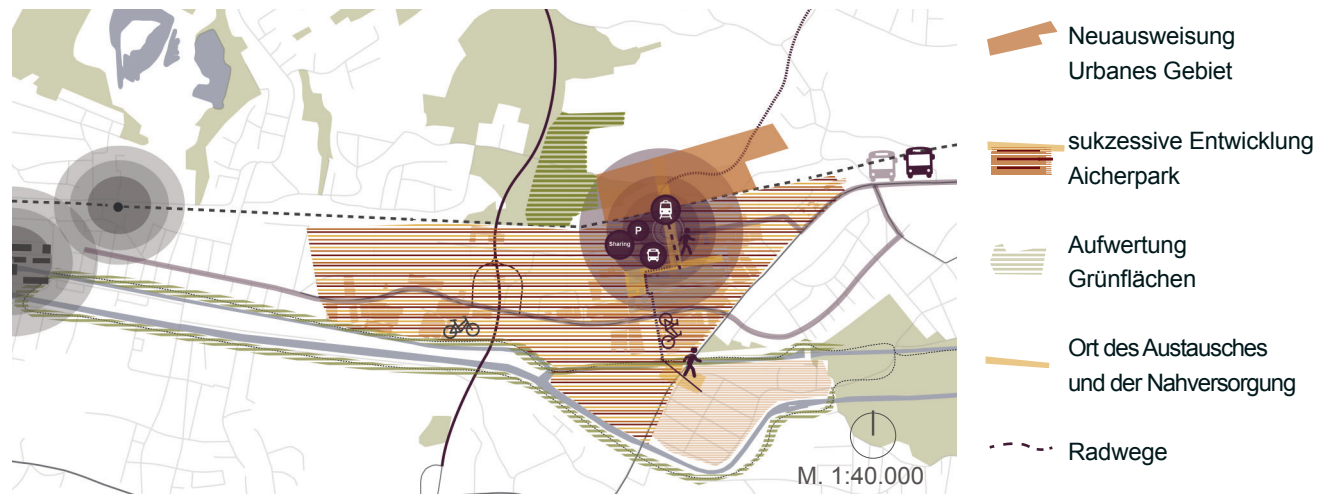 P
Sharing
M. 1:40.000
Neuausweisung
Urbanes Gebiet
sukzessive Entwicklung
Aicherpark
Aufwertung
Grünflächen
Ort des Austausches
und der Nahversorgung
Radwege